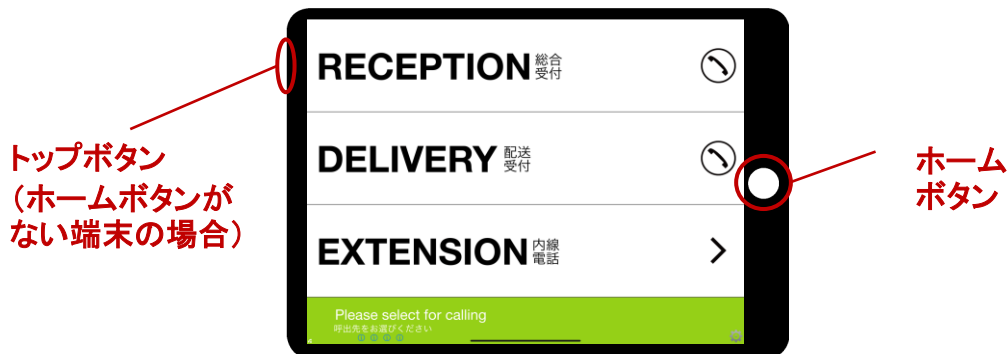 RECEPTION 総合
受付
トップボタン
（ホームボタンが
ない端末の場合）
DELIVERY 配送
受付
ホーム
ボタン
EXTENSION 内線
電話
Please select for calling
呼出先をお選びください